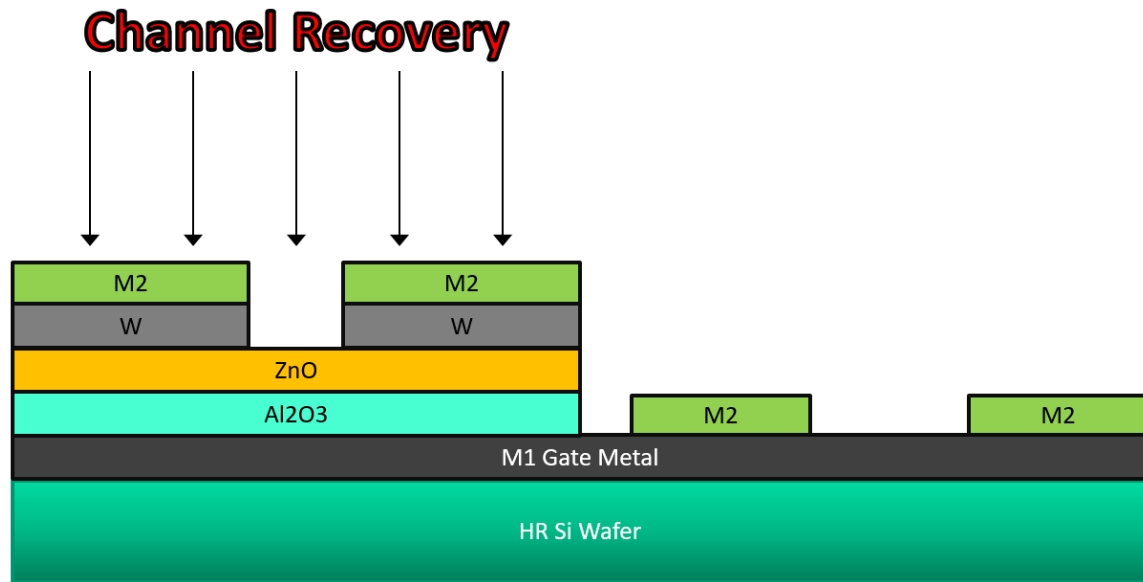 Channel Recovery
M2
M2
W
W
ZnO
Al2O3
M2
M2
M1 Gate Metal
HR Si Wafer